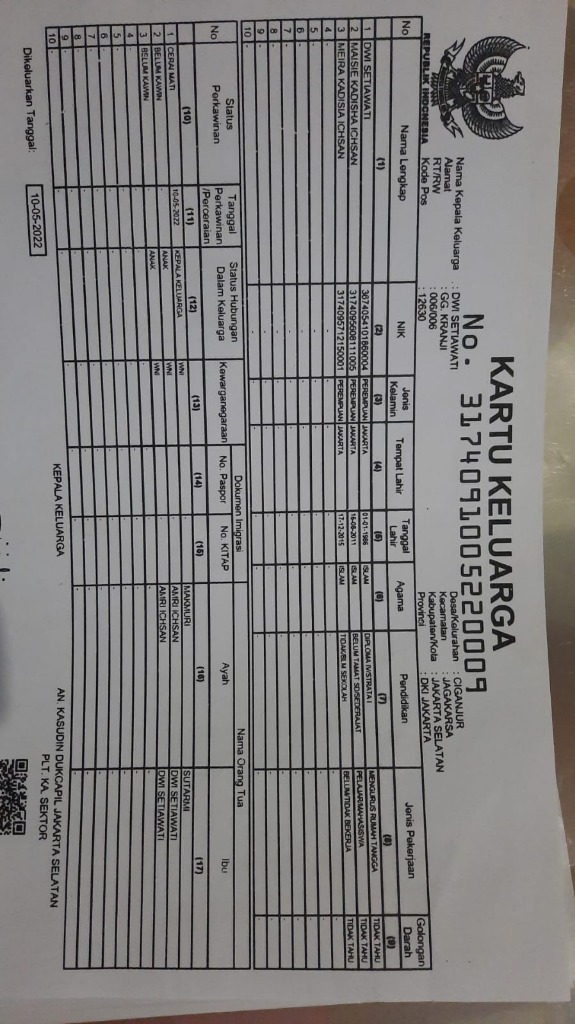 KARTU KELUARGA
No. 3174091005220009
REPUBLIK INDONESIA
Nama Kepala Keluarga : DWI SETIAWATI
Alamat : GG. KRANJI
RT/RW : 006/006
Kode Pos : 12630
Desa/Kelurahan : CIGANJUR
Kecamatan : JAGAKARSA
Kabupaten/Kota : JAKARTA SELATAN
Provinsi : DKI JAKARTA
No Nama Lengkap NIK Jenis Kelamin Tempat Lahir Tanggal Lahir Agama Pendidikan Jenis Pekerjaan Golongan Darah
(1) (2) (3) (4) (5) (6) (7) (8) (9)
1 DWI SETIAWATI 3674054101860004 PEREMPUAN JAKARTA 01-01-1986 ISLAM DIPLOMA IV/STRATA I MENGURUS RUMAH TANGGA TIDAK TAHU
2 MAISIE KADISHA ICHSAN 3174095608111005 PEREMPUAN JAKARTA 16-08-2011 ISLAM BELUM TAMAT SD/SEDERAJAT PELAJAR/MAHASISWA TIDAK TAHU
3 MEIRA KADISIA ICHSAN 3174095712150001 PEREMPUAN JAKARTA 17-12-2015 ISLAM TIDAK/BLM SEKOLAH BELUM/TIDAK BEKERJA TIDAK TAHU
4 - - - - - - - - -
5 - - - - - - - - -
6 - - - - - - - - -
7 - - - - - - - - -
8 - - - - - - - - -
9 - - - - - - - - -
10 - - - - - - - - -
No Status Perkawinan Tanggal Perkawinan /Perceraian Status Hubungan Dalam Keluarga Kewarganegaraan Dokumen Imigrasi Nama Orang Tua
No. Paspor No. KITAP Ayah Ibu
(10) (11) (12) (13) (14) (15) (16) (17)
1 CERAI MATI 10-05-2022 KEPALA KELUARGA WNI - - MAKMURI SUTARMI
2 BELUM KAWIN - ANAK WNI - - AMRI ICHSAN DWI SETIAWATI
3 BELUM KAWIN - ANAK WNI - - AMRI ICHSAN DWI SETIAWATI
4 - - - - - - - -
5 - - - - - - - -
6 - - - - - - - -
7 - - - - - - - -
8 - - - - - - - -
9 - - - - - - - -
10 - - - - - - - -
Dikeluarkan Tanggal: 10-05-2022
KEPALA KELUARGA
AN. KASUDIN DUKCAPIL JAKARTA SELATAN
PLT. KA. SEKTOR